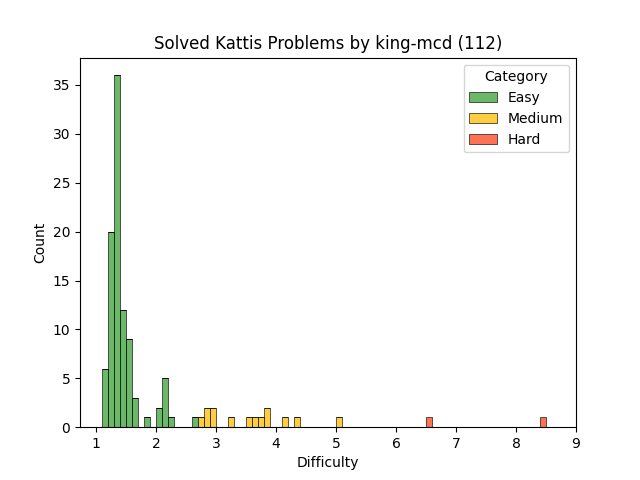 Solved Kattis Problems by king-mcd (112)
Category
Easy
Medium
Hard
35
30
25
20
15
10
5
0
Count
1 2 3 4 5 6 7 8 9
Difficulty